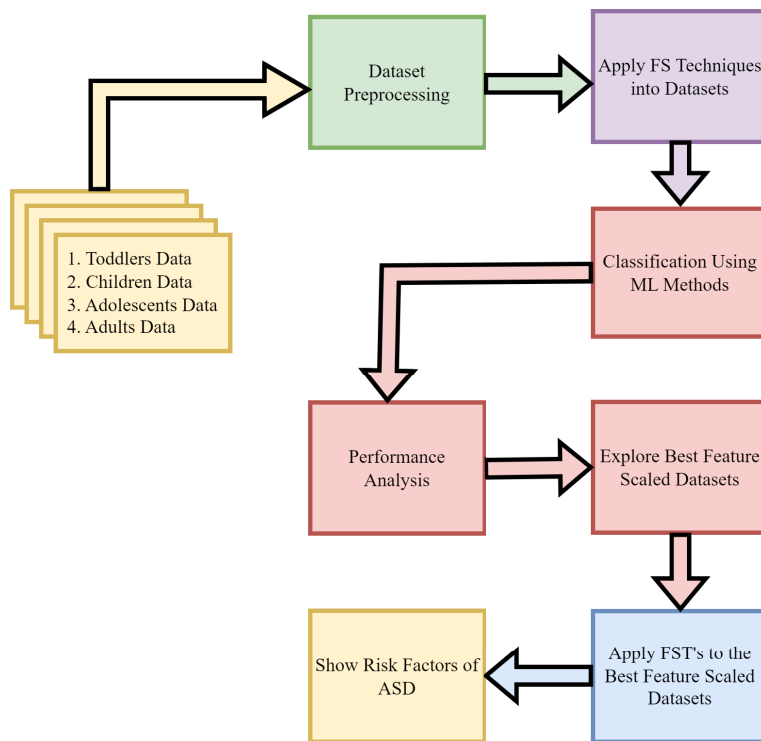 Dataset
Preprocessing
Apply FS Techniques
into Datasets
1. Toddlers Data
2. Children Data
3. Adolescents Data
4. Adults Data
Classification Using
ML Methods
Performance
Analysis
Explore Best Feature
Scaled Datasets
Show Risk Factors of
ASD
Apply FST's to the
Best Feature Scaled
Datasets